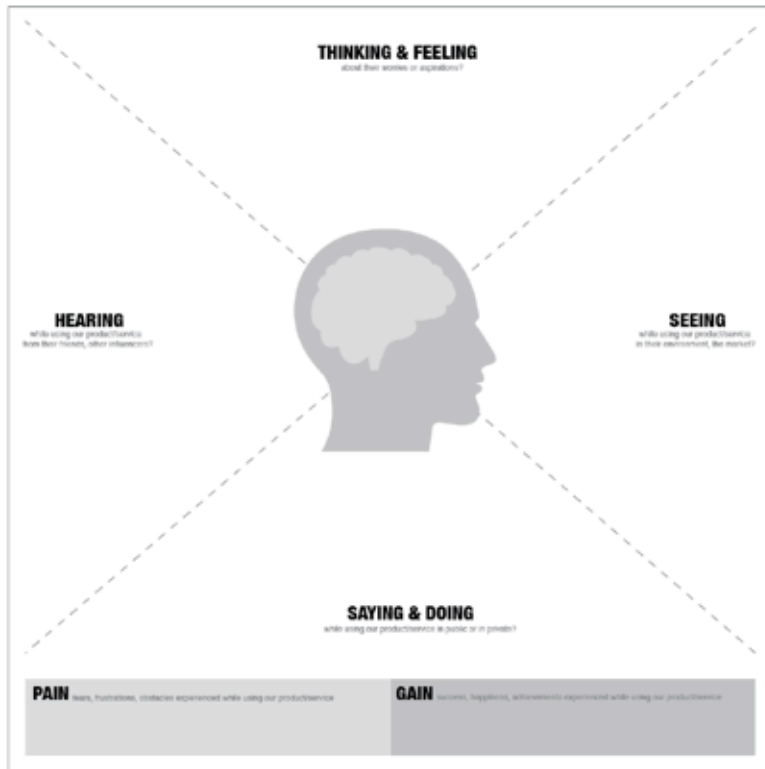 THINKING & FEELING
about their worries or aspirations?
HEARING
while using our product/service
from their friends, other influencers?
SEEING
while using our product/service
in their environment, the market?
SAYING & DOING
while using our product/service in public or in private?
PAIN fears, frustrations, obstacles experienced while using our product/service
GAIN success, happiness, achievements experienced while using our product/service